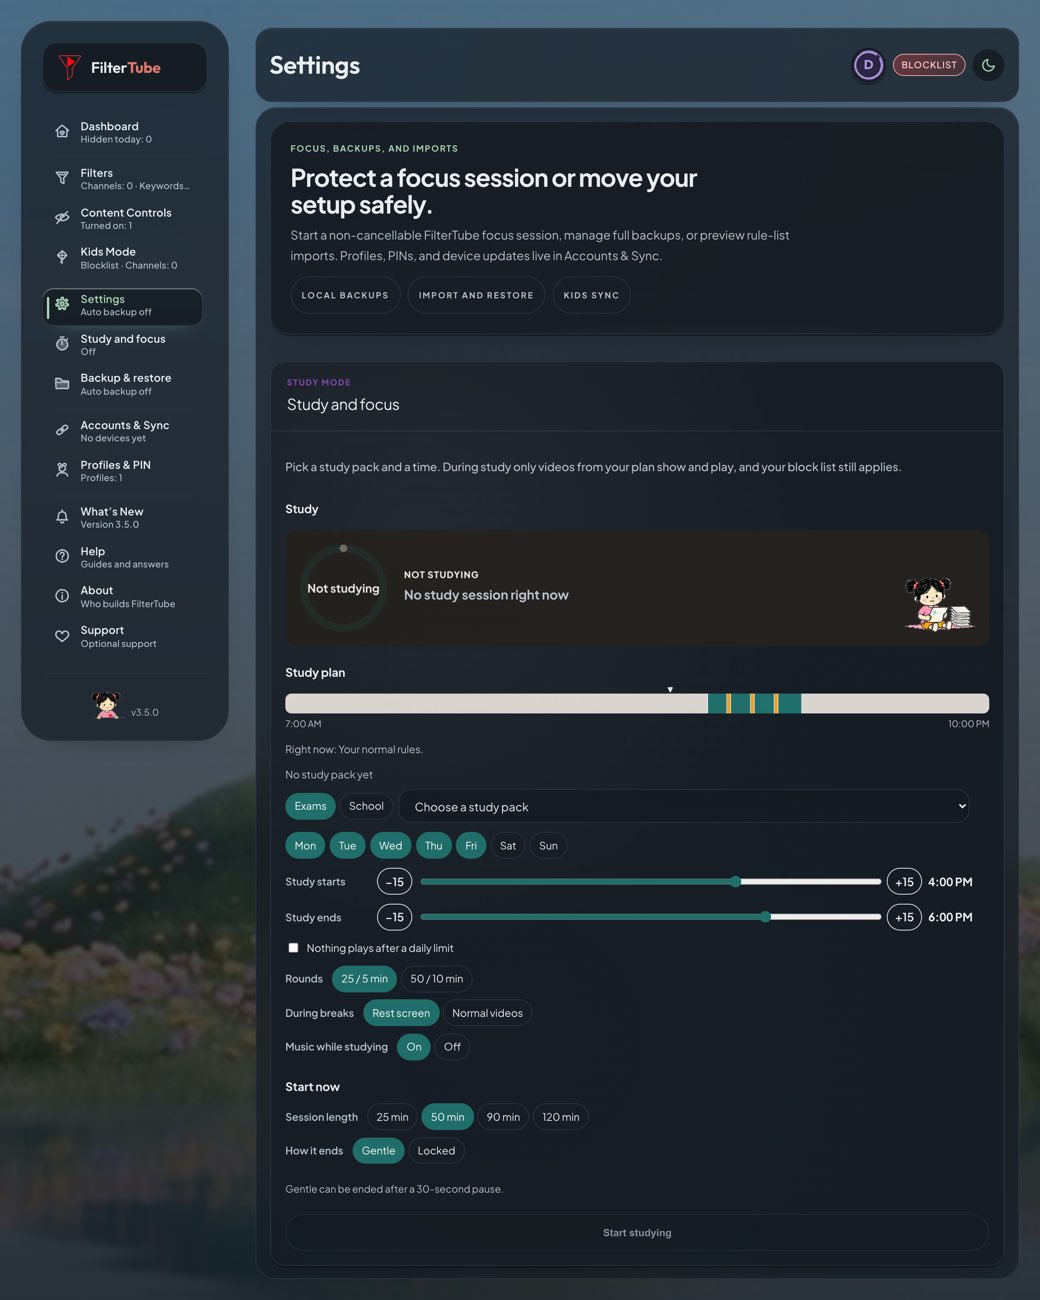 FilterTube
Dashboard
Hidden today: 0
Filters
Channels: 0 · Keywords…
Content Controls
Turned on: 1
Kids Mode
Blocklist · Channels: 0
Settings
Auto backup off
Study and focus
Off
Backup & restore
Auto backup off
Accounts & Sync
No devices yet
Profiles & PIN
Profiles: 1
What's New
Version 3.5.0
Help
Guides and answers
About
Who builds FilterTube
Support
Optional support
v3.5.0
Settings
D
BLOCKLIST
FOCUS, BACKUPS, AND IMPORTS
Protect a focus session or move your
setup safely.
Start a non-cancellable FilterTube focus session, manage full backups, or preview rule-list
imports. Profiles, PINs, and device updates live in Accounts & Sync.
LOCAL BACKUPS
IMPORT AND RESTORE
KIDS SYNC
STUDY MODE
Study and focus
Pick a study pack and a time. During study only videos from your plan show and play, and your block list still applies.
Study
Not studying
NOT STUDYING
No study session right now
Study plan
7:00 AM
10:00 PM
Right now: Your normal rules.
No study pack yet
Exams School Choose a study pack
Mon Tue Wed Thu Fri Sat Sun
Study starts −15 +15 4:00 PM
Study ends −15 +15 6:00 PM
Nothing plays after a daily limit
Rounds 25 / 5 min 50 / 10 min
During breaks Rest screen Normal videos
Music while studying On Off
Start now
Session length 25 min 50 min 90 min 120 min
How it ends Gentle Locked
Gentle can be ended after a 30-second pause.
Start studying